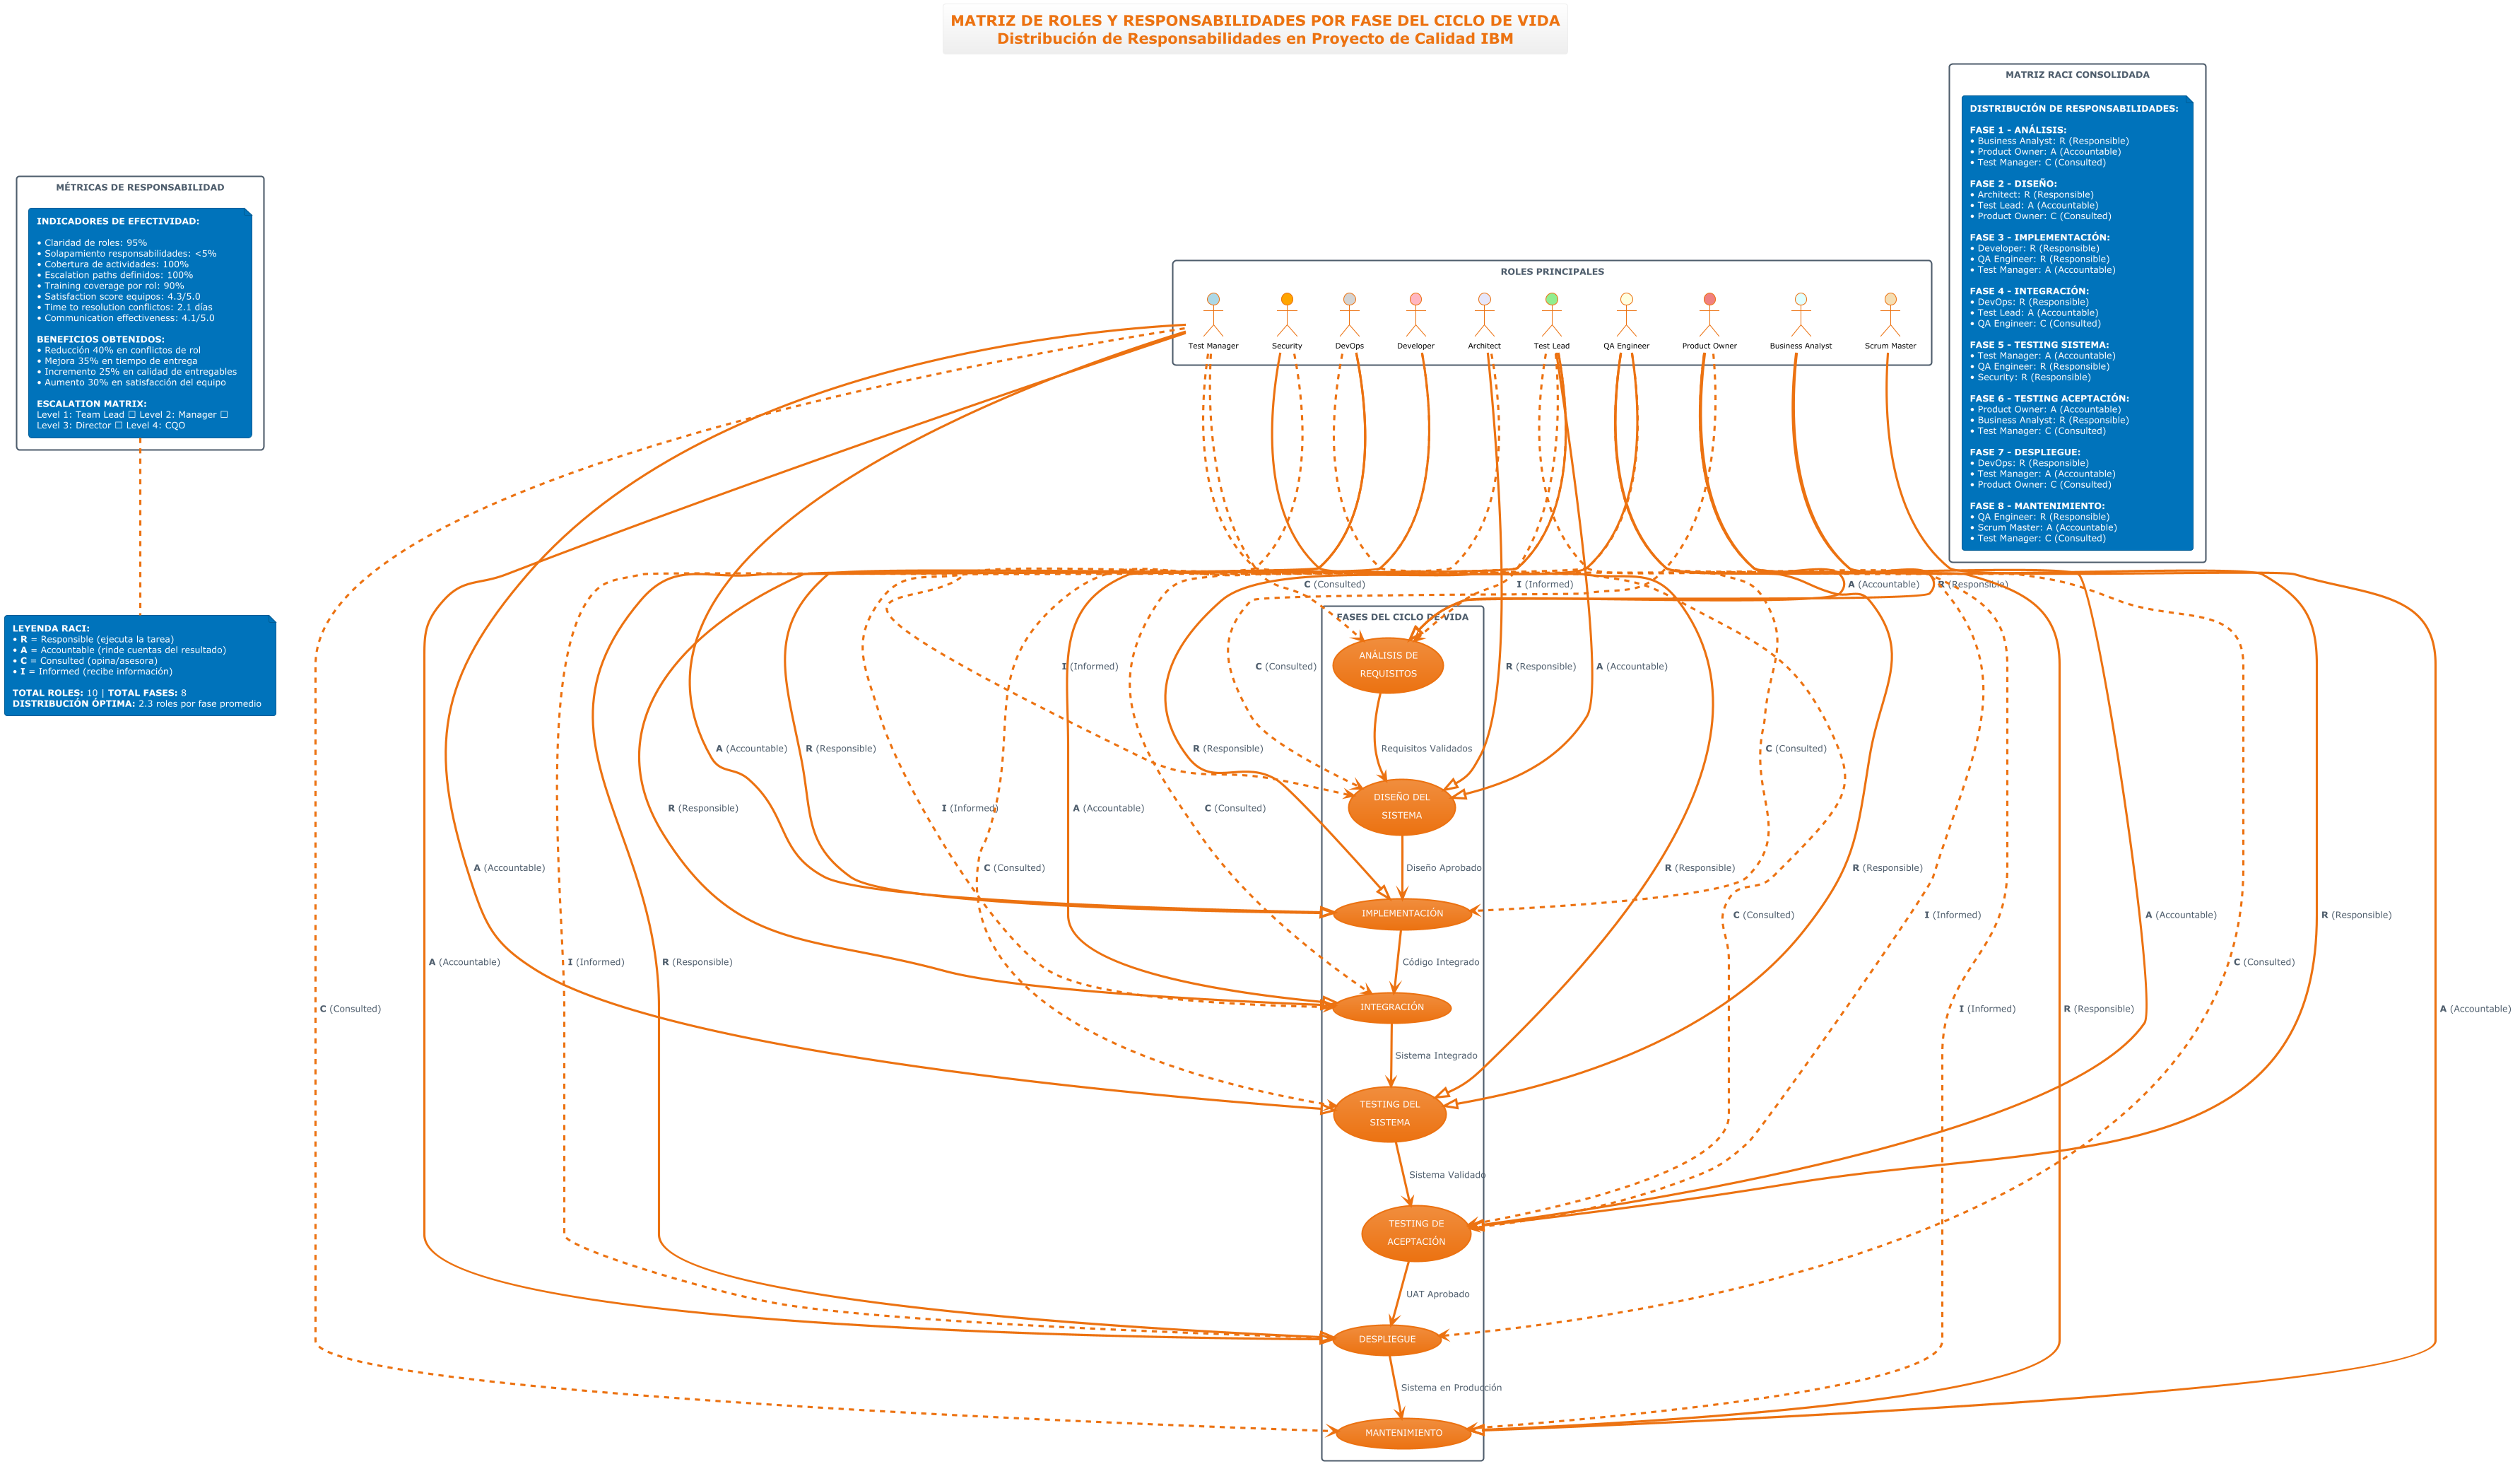 MATRIZ DE ROLES Y RESPONSABILIDADES POR FASE DEL CICLO DE VIDA
Distribución de Responsabilidades en Proyecto de Calidad IBM
MATRIZ RACI CONSOLIDADA
DISTRIBUCIÓN DE RESPONSABILIDADES:
FASE 1 - ANÁLISIS:
• Business Analyst: R (Responsible)
• Product Owner: A (Accountable)
• Test Manager: C (Consulted)
FASE 2 - DISEÑO:
• Architect: R (Responsible)
• Test Lead: A (Accountable)
• Product Owner: C (Consulted)
FASE 3 - IMPLEMENTACIÓN:
• Developer: R (Responsible)
• QA Engineer: R (Responsible)
• Test Manager: A (Accountable)
FASE 4 - INTEGRACIÓN:
• DevOps: R (Responsible)
• Test Lead: A (Accountable)
• QA Engineer: C (Consulted)
FASE 5 - TESTING SISTEMA:
• Test Manager: A (Accountable)
• QA Engineer: R (Responsible)
• Security: R (Responsible)
FASE 6 - TESTING ACEPTACIÓN:
• Product Owner: A (Accountable)
• Business Analyst: R (Responsible)
• Test Manager: C (Consulted)
FASE 7 - DESPLIEGUE:
• DevOps: R (Responsible)
• Test Manager: A (Accountable)
• Product Owner: C (Consulted)
FASE 8 - MANTENIMIENTO:
• QA Engineer: R (Responsible)
• Scrum Master: A (Accountable)
• Test Manager: C (Consulted)
MÉTRICAS DE RESPONSABILIDAD
INDICADORES DE EFECTIVIDAD:
• Claridad de roles: 95%
• Solapamiento responsabilidades: <5%
• Cobertura de actividades: 100%
• Escalation paths definidos: 100%
• Training coverage por rol: 90%
• Satisfaction score equipos: 4.3/5.0
• Time to resolution conflictos: 2.1 días
• Communication effectiveness: 4.1/5.0
BENEFICIOS OBTENIDOS:
• Reducción 40% en conflictos de rol
• Mejora 35% en tiempo de entrega
• Incremento 25% en calidad de entregables
• Aumento 30% en satisfacción del equipo
ESCALATION MATRIX:
Level 1: Team Lead □ Level 2: Manager □
Level 3: Director □ Level 4: CQO
ROLES PRINCIPALES
Test Manager
Security
DevOps
Developer
Architect
Test Lead
QA Engineer
Product Owner
Business Analyst
Scrum Master
LEYENDA RACI:
• R = Responsible (ejecuta la tarea)
• A = Accountable (rinde cuentas del resultado)
• C = Consulted (opina/asesora)
• I = Informed (recibe información)
TOTAL ROLES: 10 | TOTAL FASES: 8
DISTRIBUCIÓN ÓPTIMA: 2.3 roles por fase promedio
C (Consulted)
I (Informed)
A (Accountable)
R (Responsible)
FASES DEL CICLO DE VIDA
ANÁLISIS DE
REQUISITOS
I (Informed)
C (Consulted)
R (Responsible)
A (Accountable)
A (Accountable)
R (Responsible)
R (Responsible)
Requisitos Validados
C (Consulted)
DISEÑO DEL
SISTEMA
R (Responsible)
I (Informed)
A (Accountable)
C (Consulted)
A (Accountable)
C (Consulted)
Diseño Aprobado
R (Responsible)
R (Responsible)
IMPLEMENTACIÓN
C (Consulted)
I (Informed)
A (Accountable)
R (Responsible)
A (Accountable)
I (Informed)
R (Responsible)
Código Integrado
C (Consulted)
C (Consulted)
INTEGRACIÓN
I (Informed)
R (Responsible)
A (Accountable)
Sistema Integrado
TESTING DEL
SISTEMA
Sistema Validado
TESTING DE
ACEPTACIÓN
UAT Aprobado
DESPLIEGUE
Sistema en Producción
MANTENIMIENTO